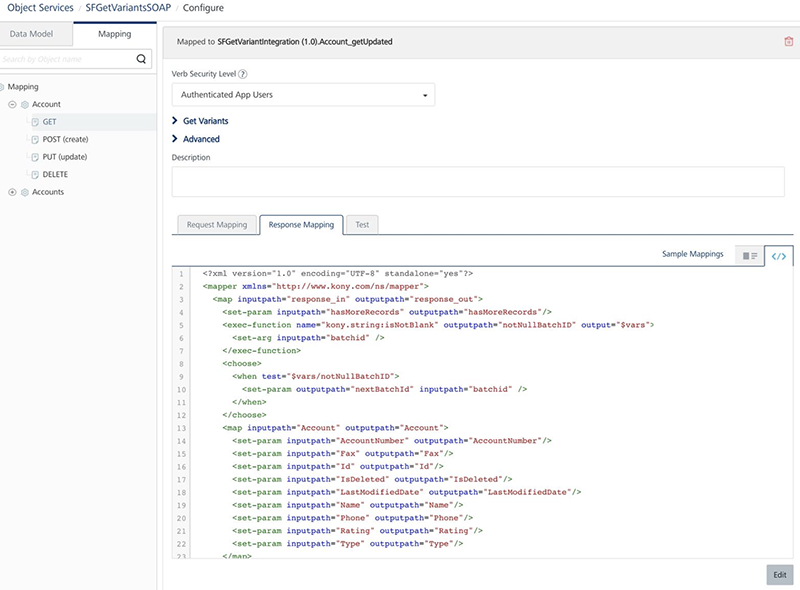 Object Services / SFGetVariantsSOAP / Configure
Data Model
Mapping
Search by Object name
Mapping
Account
GET
POST (create)
PUT (update)
DELETE
Accounts
Mapped to SFGetVariantIntegration (1.0).Account_getUpdated
Verb Security Level ?
Authenticated App Users
Get Variants
Advanced
Description
Request Mapping
Response Mapping
Test
Sample Mappings
</>
1 <?xml version="1.0" encoding="UTF-8" standalone="yes"?>
2 <mapper xmlns="http://www.kony.com/ns/mapper">
3 <map inputpath="response_in" outputpath="response_out">
4 <set-param inputpath="hasMoreRecords" outputpath="hasMoreRecords"/>
5 <exec-function name="kony.string:isNotBlank" outputpath="notNullBatchID" output="$vars">
6 <set-arg inputpath="batchid" />
7 </exec-function>
8 <choose>
9 <when test="$vars/notNullBatchID">
10 <set-param outputpath="nextBatchId" inputpath="batchid" />
11 </when>
12 </choose>
13 <map inputpath="Account" outputpath="Account">
14 <set-param inputpath="AccountNumber" outputpath="AccountNumber"/>
15 <set-param inputpath="Fax" outputpath="Fax"/>
16 <set-param inputpath="Id" outputpath="Id"/>
17 <set-param inputpath="IsDeleted" outputpath="IsDeleted"/>
18 <set-param inputpath="LastModifiedDate" outputpath="LastModifiedDate"/>
19 <set-param inputpath="Name" outputpath="Name"/>
20 <set-param inputpath="Phone" outputpath="Phone"/>
21 <set-param inputpath="Rating" outputpath="Rating"/>
22 <set-param inputpath="Type" outputpath="Type"/>
23 </map>
Edit